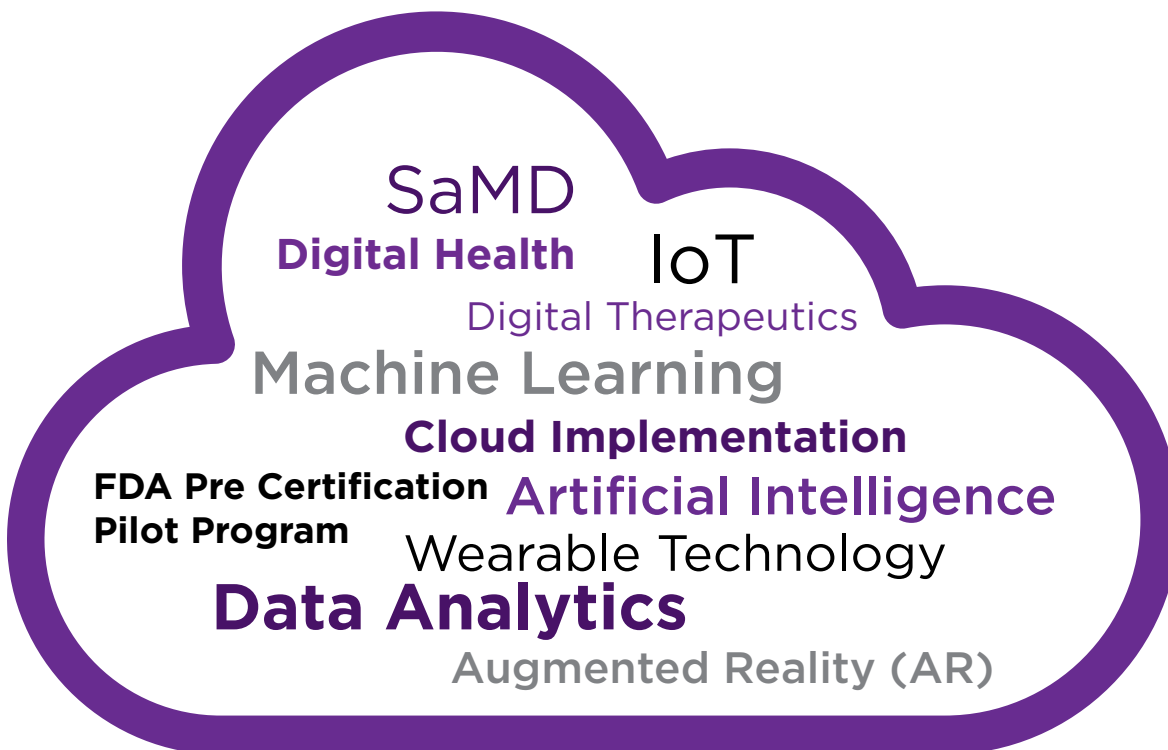 SaMD
Digital Health
IoT
Digital Therapeutics
Machine Learning
Cloud Implementation
FDA Pre Certification
Pilot Program
Artificial Intelligence
Wearable Technology
Data Analytics
Augmented Reality (AR)